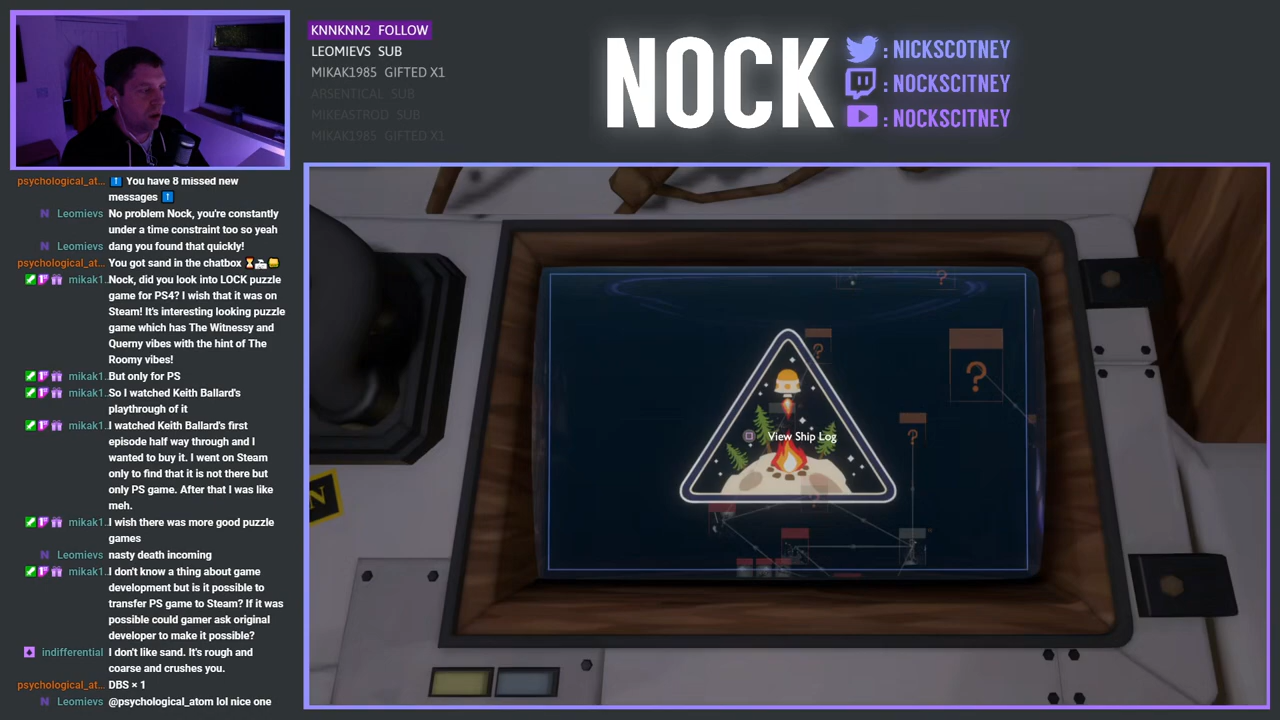 KNNKNN2 FOLLOW
LEOMIEVS SUB
MIKAK1985 GIFTED X1
ARSENTICAL SUB
MIKEASTROD SUB
MIKAK1985 GIFTED X1
NOCK
: NICKSCOTNEY
: NOCKSCITNEY
: NOCKSCITNEY
psychological_at... You have 8 missed new
messages
Leomievs No problem Nock, you're constantly
under a time constraint too so yeah
Leomievs dang you found that quickly!
psychological_at... You got sand in the chatbox
mikak1... Nock, did you look into LOCK puzzle
game for PS4? I wish that it was on
Steam! It's interesting looking puzzle
game which has The Witnessy and
Querny vibes with the hint of The
Roomy vibes!
mikak1... But only for PS
mikak1... So I watched Keith Ballard's
playthrough of it
mikak1... I watched Keith Ballard's first
episode half way through and I
wanted to buy it. I went on Steam
only to find that it is not there but
only PS game. After that I was like
meh.
mikak1... I wish there was more good puzzle
games
Leomievs nasty death incoming
mikak1... I don't know a thing about game
development but is it possible to
transfer PS game to Steam? If it was
possible could gamer ask original
developer to make it possible?
indifferential I don't like sand. It's rough and
coarse and crushes you.
psychological_at... DBS × 1
Leomievs @psychological_atom lol nice one
View Ship Log
?
?
?
?
?
?
N